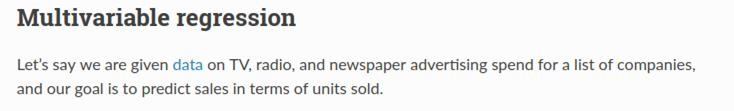 Multivariable regression
Let’s say we are given data on TV, radio, and newspaper advertising spend for a list of companies,
and our goal is to predict sales in terms of units sold.